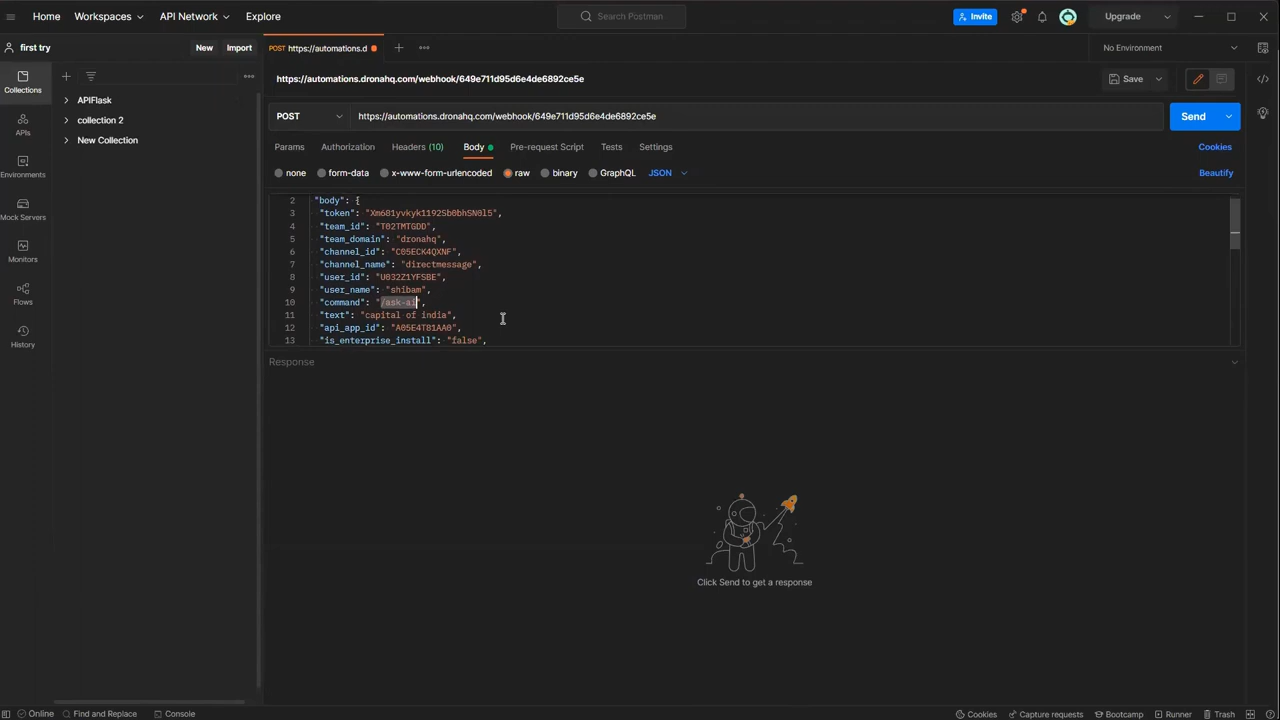 Home Workspaces API Network Explore Search Postman Invite Upgrade
first try New Import POST https://automations.d No Environment
Collections
APIs
Environments
Mock Servers
Monitors
Flows
History
APIFlask
collection 2
New Collection
https://automations.dronahq.com/webhook/649e711d95d6e4de6892ce5e Save
POST https://automations.dronahq.com/webhook/649e711d95d6e4de6892ce5e Send
Params Authorization Headers (10) Body Pre-request Script Tests Settings Cookies
none form-data x-www-form-urlencoded raw binary GraphQL JSON Beautify
2 "body": {
3 "token": "Xm681yvkyk1192Sb0bhSN0l5",
4 "team_id": "T02TMTGDD",
5 "team_domain": "dronahq",
6 "channel_id": "C05ECK4QXNF",
7 "channel_name": "directmessage",
8 "user_id": "U032Z1YFSBE",
9 "user_name": "shibam",
10 "command": "/ask-ai",
11 "text": "capital of india",
12 "api_app_id": "A05E4T81AA0",
13 "is_enterprise_install": "false",
Response
Click Send to get a response
Online Find and Replace Console Cookies Capture requests Bootcamp Runner Trash